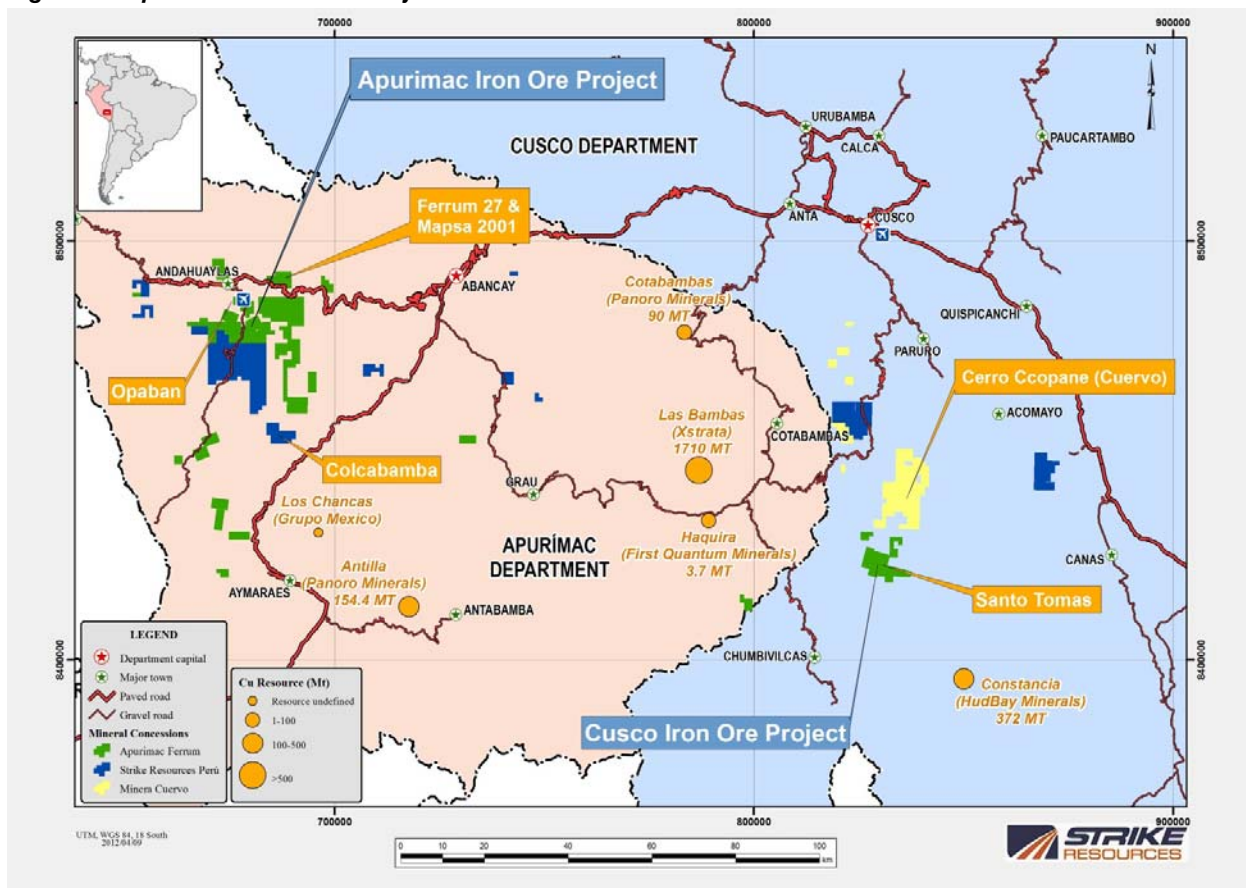 700000
800000
900000
N
Apurimac Iron Ore Project
CUSCO DEPARTMENT
URUBAMBA
CALCA
PAUCARTAMBO
Ferrum 27 &
Mapsa 2001
ANTA
CUSCO
8500000
8500000
ANDAHUAYLAS
ABANCAY
Cotabambas
(Panoro Minerals)
90 MT
QUISPICANCHI
PARURO
Opaban
Cerro Ccopane (Cuervo)
Las Bambas
(Xstrata)
1710 MT
ACOMAYO
COTABAMBAS
Colcabamba
GRAU
Los Chancas
(Grupo Mexico)
Haquira
(First Quantum Minerals)
3.7 MT
APURÍMAC
DEPARTMENT
CANAS
Antilla
(Panoro Minerals)
154.4 MT
AYMARAES
ANTABAMBA
Santo Tomas
CHUMBIVILCAS
8400000
8400000
Constancia
(HudBay Minerals)
372 MT
Cusco Iron Ore Project
LEGEND
Department capital
Major town
Paved road
Gravel road
Mineral Concessions
Apurimac Ferrum
Strike Resources Perú
Minera Cuervo
Cu Resource (Mt)
Resource undefined
1-100
100-500
>500
700000
800000
900000
UTM, WGS 84, 18 South
2012/04/09
0 10 20 40 60 80 100
km
STRIKE
RESOURCES